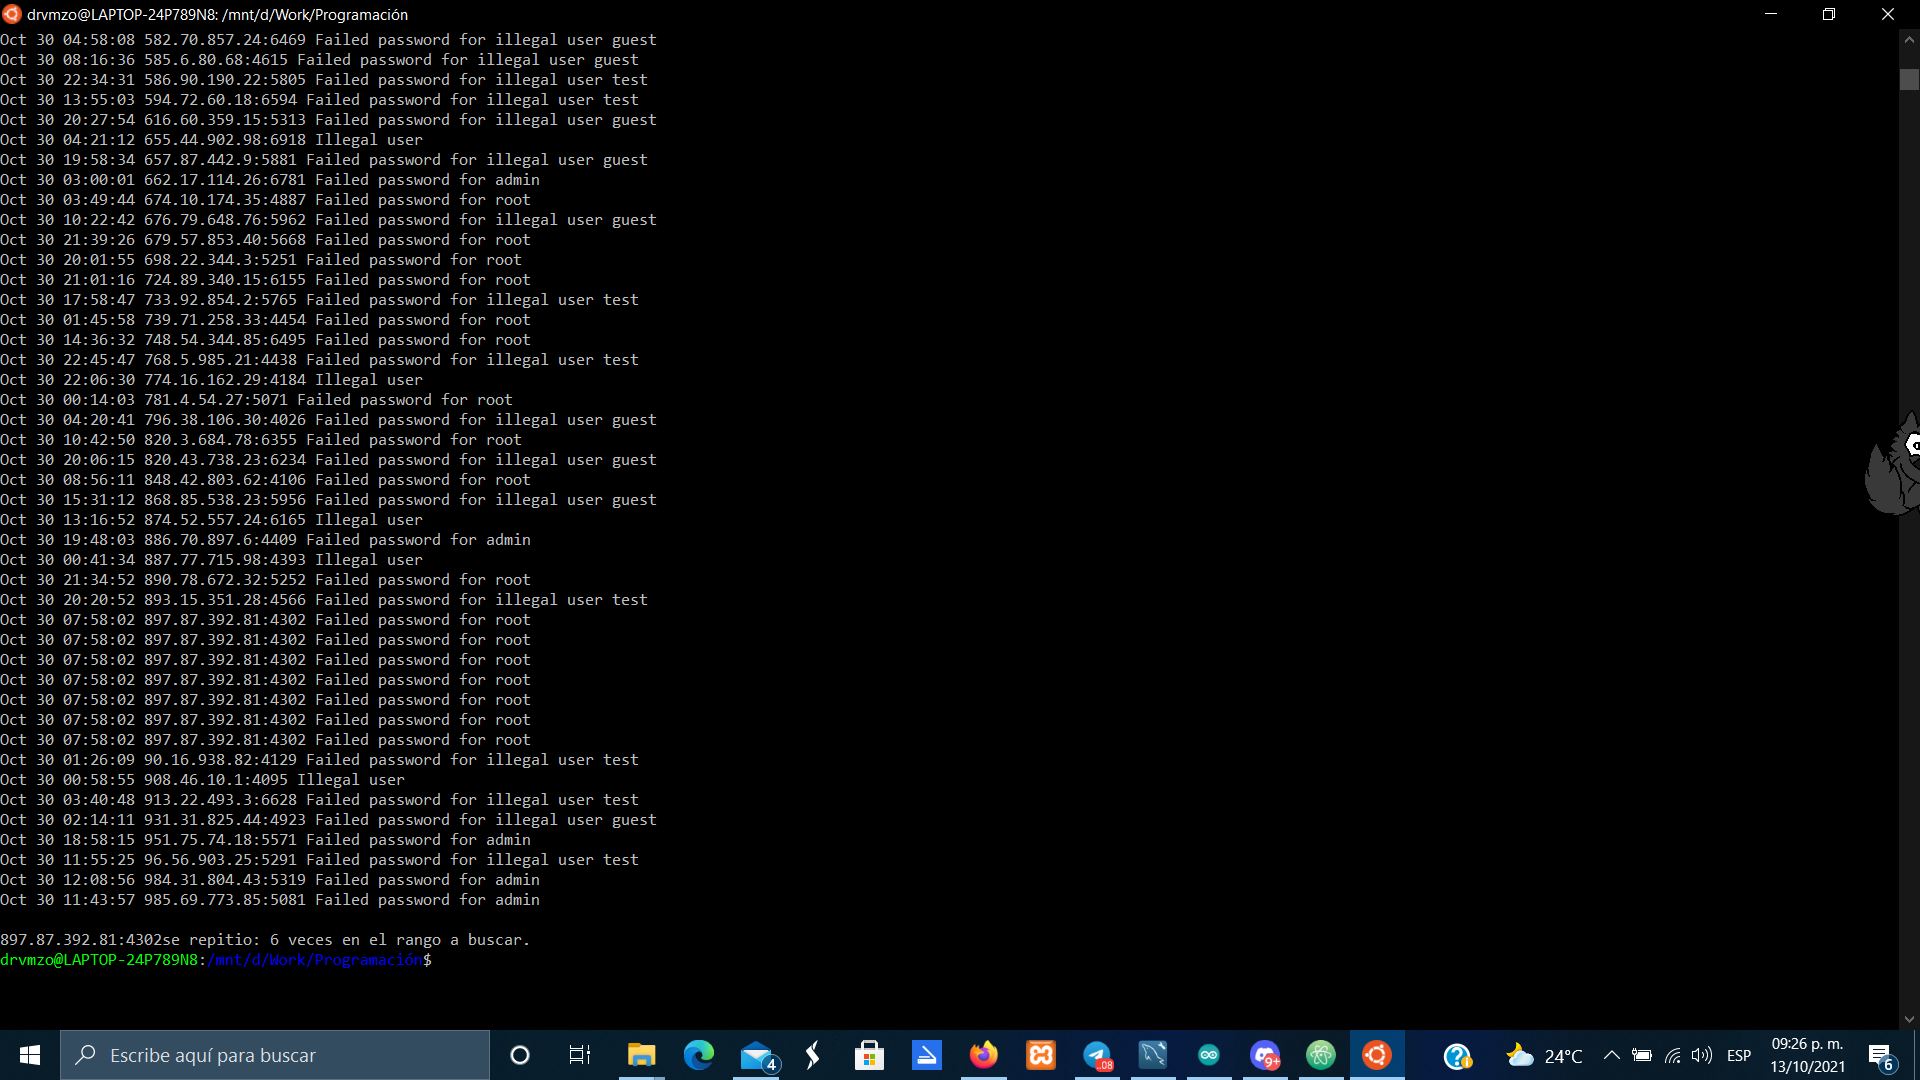 drvmzo@LAPTOP-24P789N8: /mnt/d/Work/Programación
Oct 30 04:58:08 582.70.857.24:6469 Failed password for illegal user guest
Oct 30 08:16:36 585.6.80.68:4615 Failed password for illegal user guest
Oct 30 22:34:31 586.90.190.22:5805 Failed password for illegal user test
Oct 30 13:55:03 594.72.60.18:6594 Failed password for illegal user test
Oct 30 20:27:54 616.60.359.15:5313 Failed password for illegal user guest
Oct 30 04:21:12 655.44.902.98:6918 Illegal user
Oct 30 19:58:34 657.87.442.9:5881 Failed password for illegal user guest
Oct 30 03:00:01 662.17.114.26:6781 Failed password for admin
Oct 30 03:49:44 674.10.174.35:4887 Failed password for root
Oct 30 10:22:42 676.79.648.76:5962 Failed password for illegal user guest
Oct 30 21:39:26 679.57.853.40:5668 Failed password for root
Oct 30 20:01:55 698.22.344.3:5251 Failed password for root
Oct 30 21:01:16 724.89.340.15:6155 Failed password for root
Oct 30 17:58:47 733.92.854.2:5765 Failed password for illegal user test
Oct 30 01:45:58 739.71.258.33:4454 Failed password for root
Oct 30 14:36:32 748.54.344.85:6495 Failed password for root
Oct 30 22:45:47 768.5.985.21:4438 Failed password for illegal user test
Oct 30 22:06:30 774.16.162.29:4184 Illegal user
Oct 30 00:14:03 781.4.54.27:5071 Failed password for root
Oct 30 04:20:41 796.38.106.30:4026 Failed password for illegal user guest
Oct 30 10:42:50 820.3.684.78:6355 Failed password for root
Oct 30 20:06:15 820.43.738.23:6234 Failed password for illegal user guest
Oct 30 08:56:11 848.42.803.62:4106 Failed password for root
Oct 30 15:31:12 868.85.538.23:5956 Failed password for illegal user guest
Oct 30 13:16:52 874.52.557.24:6165 Illegal user
Oct 30 19:48:03 886.70.897.6:4409 Failed password for admin
Oct 30 00:41:34 887.77.715.98:4393 Illegal user
Oct 30 21:34:52 890.78.672.32:5252 Failed password for root
Oct 30 20:20:52 893.15.351.28:4566 Failed password for illegal user test
Oct 30 07:58:02 897.87.392.81:4302 Failed password for root
Oct 30 07:58:02 897.87.392.81:4302 Failed password for root
Oct 30 07:58:02 897.87.392.81:4302 Failed password for root
Oct 30 07:58:02 897.87.392.81:4302 Failed password for root
Oct 30 07:58:02 897.87.392.81:4302 Failed password for root
Oct 30 07:58:02 897.87.392.81:4302 Failed password for root
Oct 30 07:58:02 897.87.392.81:4302 Failed password for root
Oct 30 01:26:09 90.16.938.82:4129 Failed password for illegal user test
Oct 30 00:58:55 908.46.10.1:4095 Illegal user
Oct 30 03:40:48 913.22.493.3:6628 Failed password for illegal user test
Oct 30 02:14:11 931.31.825.44:4923 Failed password for illegal user guest
Oct 30 18:58:15 951.75.74.18:5571 Failed password for admin
Oct 30 11:55:25 96.56.903.25:5291 Failed password for illegal user test
Oct 30 12:08:56 984.31.804.43:5319 Failed password for admin
Oct 30 11:43:57 985.69.773.85:5081 Failed password for admin
897.87.392.81:4302se repitio: 6 veces en el rango a buscar.
drvmzo@LAPTOP-24P789N8:/mnt/d/Work/Programación$
Escribe aquí para buscar
4
..08
9+
24°C
ESP
09:26 p. m.
13/10/2021
6